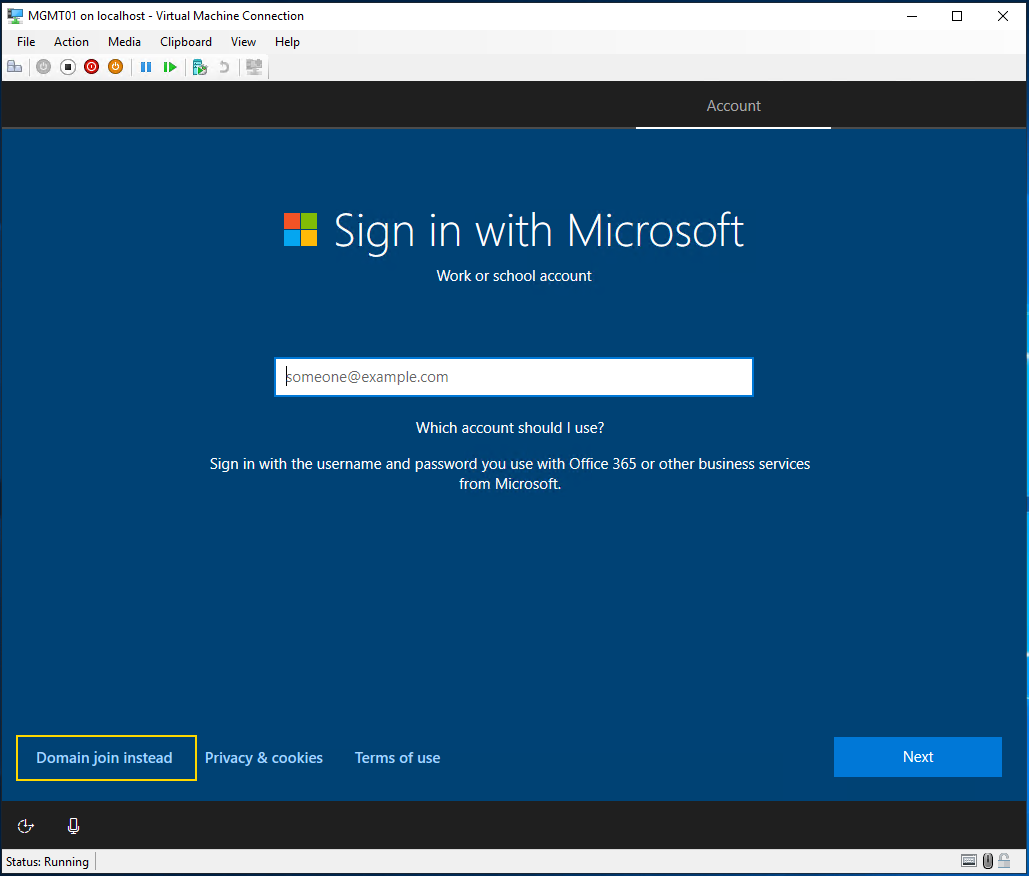 MGMT01 on localhost - Virtual Machine Connection
File Action Media Clipboard View Help
Account
Sign in with Microsoft
Work or school account
someone@example.com
Which account should I use?
Sign in with the username and password you use with Office 365 or other business services
from Microsoft.
Domain join instead Privacy & cookies Terms of use Next
Status: Running